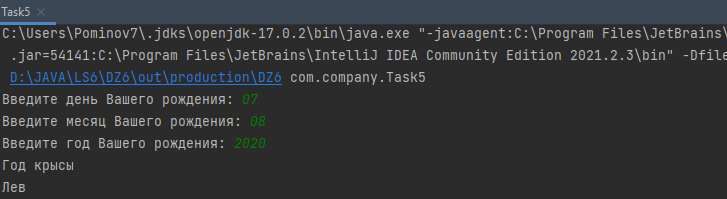 Task5
C:\Users\Pominov7\.jdks\openjdk-17.0.2\bin\java.exe "-javaagent:C:\Program Files\JetBrains\
.jar=54141:C:\Program Files\JetBrains\IntelliJ IDEA Community Edition 2021.2.3\bin" -Dfile
D:\JAVA\LS6\DZ6\out\production\DZ6 com.company.Task5
Введите день Вашего рождения: 07
Введите месяц Вашего рождения: 08
Введите год Вашего рождения: 2020
Год крысы
Лев